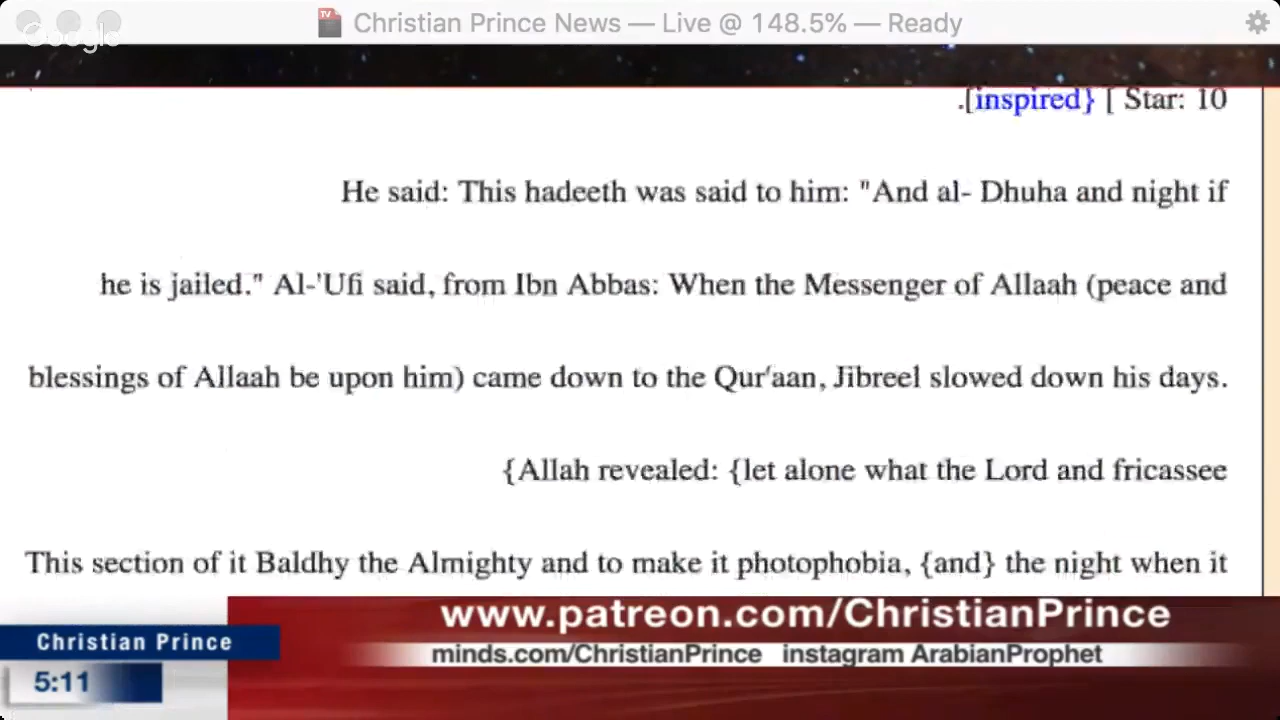 Christian Prince News — Live @ 148.5% — Ready
Google
TV
.[inspired} [ Star: 10
He said: This hadeeth was said to him: "And al- Dhuha and night if
he is jailed." Al-'Ufi said, from Ibn Abbas: When the Messenger of Allaah (peace and
blessings of Allaah be upon him) came down to the Qur'aan, Jibreel slowed down his days.
{Allah revealed: {let alone what the Lord and fricassee
This section of it Baldhy the Almighty and to make it photophobia, {and} the night when it
www.patreon.com/ChristianPrince
Christian Prince
minds.com/ChristianPrince instagram ArabianProphet
5:11